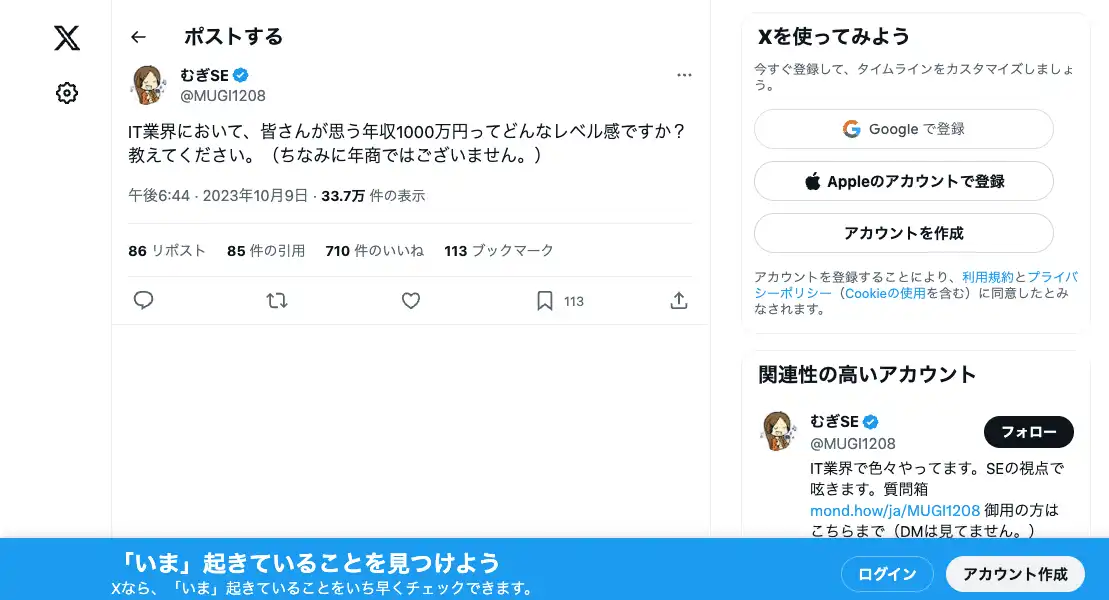 ポストする
むぎSE
@MUGI1208
IT業界において、皆さんが思う年収1000万円ってどんなレベル感ですか？
教えてください。（ちなみに年商ではございません。）
午後6:44 · 2023年10月9日 · 33.7万 件の表示
86 リポスト 85 件の引用 710 件のいいね 113 ブックマーク
113
Xを使ってみよう
今すぐ登録して、タイムラインをカスタマイズしましょ
う。
Google で登録
Appleのアカウントで登録
アカウントを作成
アカウントを登録することにより、利用規約とプライバ
シーポリシー（Cookieの使用を含む）に同意したとみ
なされます。
関連性の高いアカウント
むぎSE
@MUGI1208
フォロー
IT業界で色々やってます。SEの視点で
呟きます。質問箱
mond.how/ja/MUGI1208 御用の方は
こちらまで（DMは見てません。）
「いま」起きていることを見つけよう
Xなら、「いま」起きていることをいち早くチェックできます。
ログイン
アカウント作成